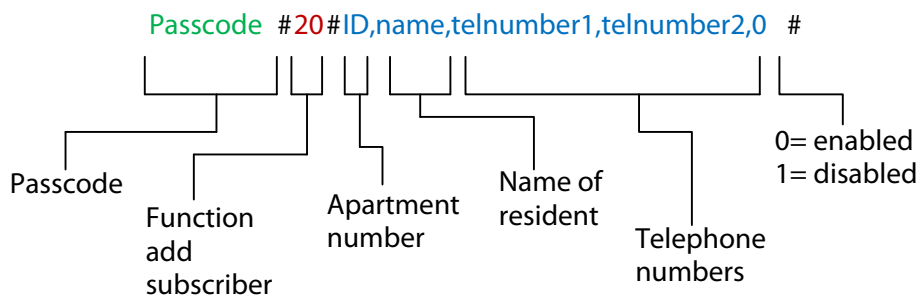 Passcode #20#ID,name,telnumber1,telnumber2,0 #
0= enabled
1= disabled
Passcode
Name of
resident
Apartment
number
Function
add
subscriber
Telephone
numbers